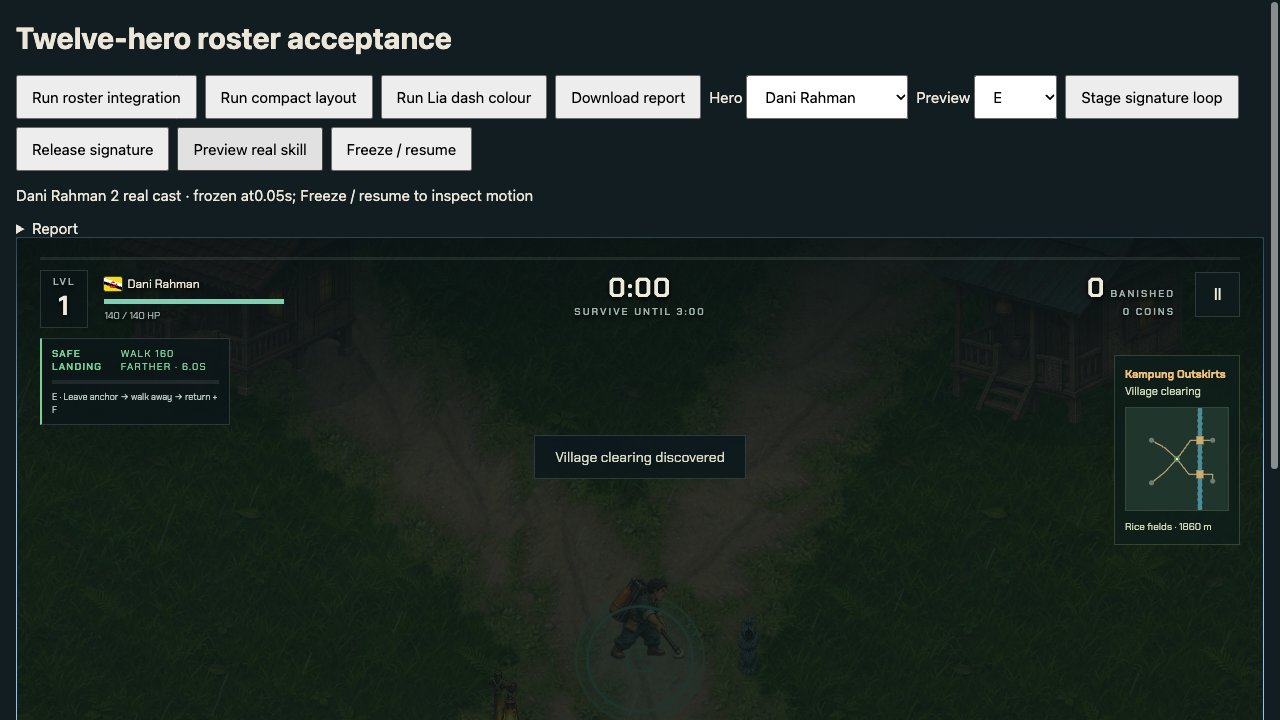 Twelve-hero roster acceptance
Run roster integration Run compact layout Run Lia dash colour Download report Hero Dani Rahman Preview E Stage signature loop
Release signature Preview real skill Freeze / resume
Dani Rahman 2 real cast · frozen at0.05s; Freeze / resume to inspect motion
Report
LVL
1
Dani Rahman
140 / 140 HP
0:00
SURVIVE UNTIL 3:00
0 BANISHED
0 COINS
SAFE LANDING
WALK 160 FARTHER · 6.0S
E · Leave anchor → walk away → return +
F
Kampung Outskirts
Village clearing
Rice fields · 1860 m
Village clearing discovered